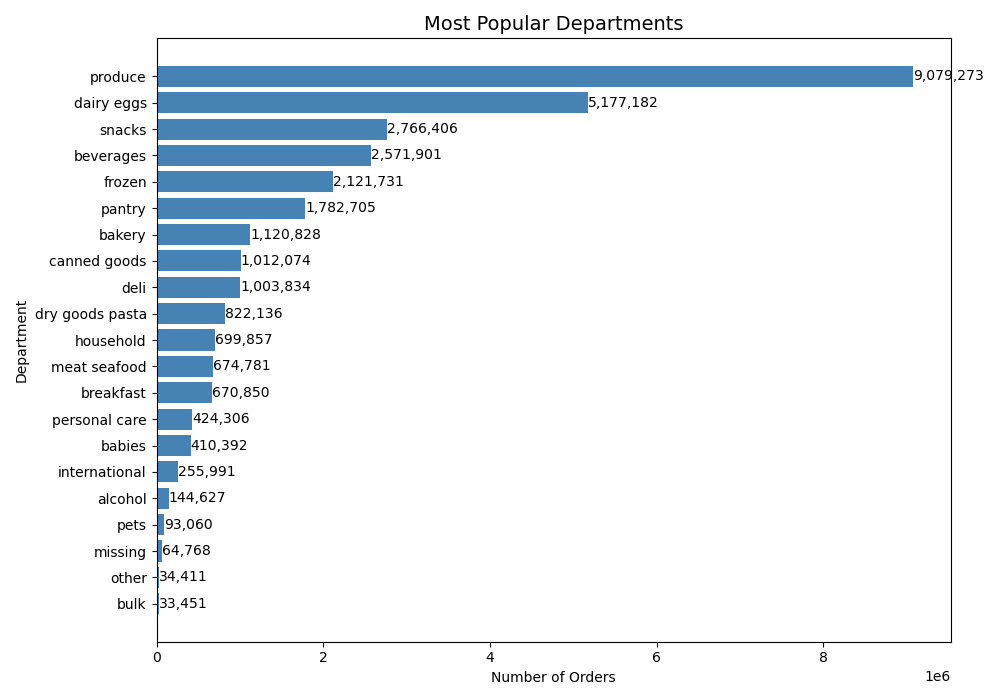 Most Popular Departments
produce 9,079,273
dairy eggs 5,177,182
snacks 2,766,406
beverages 2,571,901
frozen 2,121,731
pantry 1,782,705
bakery 1,120,828
canned goods 1,012,074
deli 1,003,834
dry goods pasta 822,136
household 699,857
meat seafood 674,781
breakfast 670,850
personal care 424,306
babies 410,392
international 255,991
alcohol 144,627
pets 93,060
missing 64,768
other 34,411
bulk 33,451
Department
0 2 4 6 8
1e6
Number of Orders